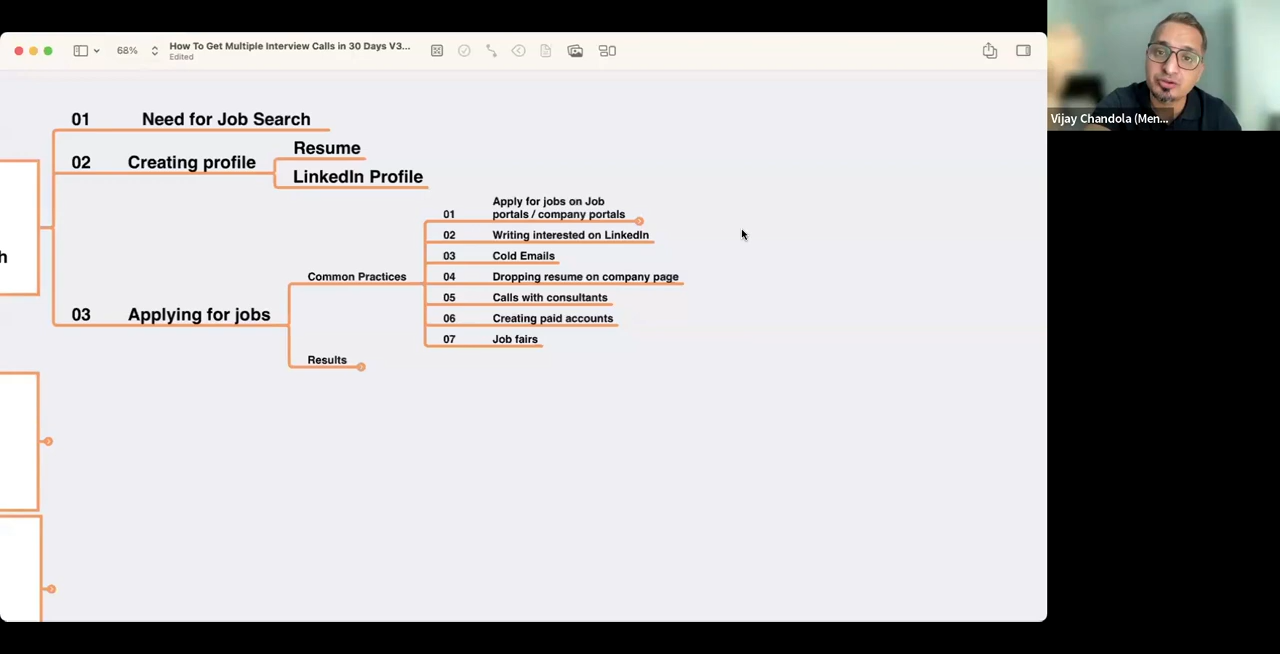 68%
How To Get Multiple Interview Calls in 30 Days V3...
Edited
Vijay Chandola (Men...
01 Need for Job Search
02 Creating profile
Resume
LinkedIn Profile
h
03 Applying for jobs
Common Practices
01 Apply for jobs on Job
portals / company portals
02 Writing interested on LinkedIn
03 Cold Emails
04 Dropping resume on company page
05 Calls with consultants
06 Creating paid accounts
07 Job fairs
Results